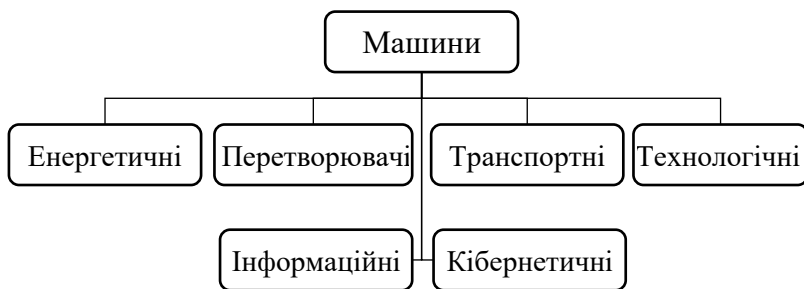 Машини
Енергетичні
Перетворювачі
Транспортні
Технологічні
Інформаційні
Кібернетичні